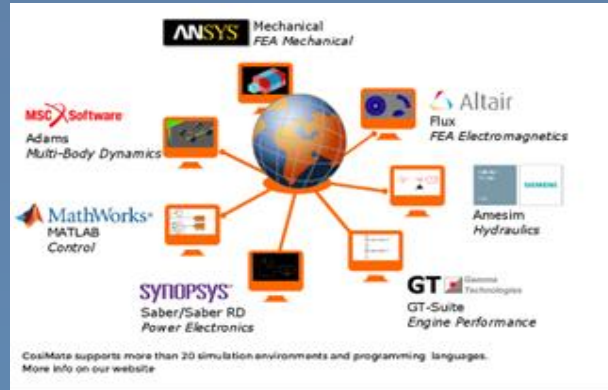 ANSYS
Mechanical
FEA Mechanical
MSC Software
Adams
Multi-Body Dynamics
Altair
Flux
FEA Electromagnetics
MathWorks
MATLAB
Control
SIEMENS
Amesim
Hydraulics
SYNOPSYS
Saber/Saber RD
Power Electronics
GT Gamma Technologies
GT-Suite
Engine Performance
CosiMate supports more than 20 simulation environments and programming languages.
More info on our website